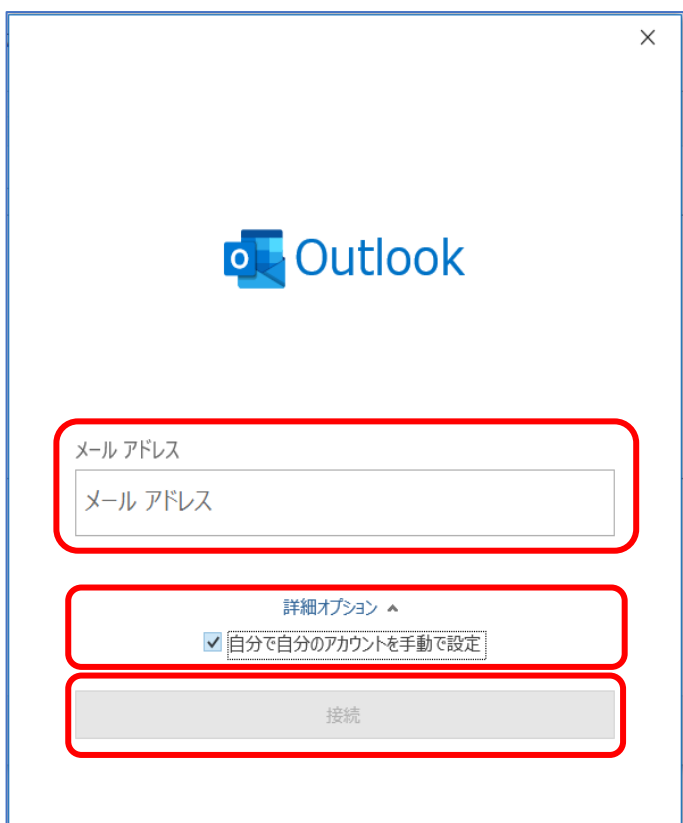 Outlook
メール アドレス
メール アドレス
詳細オプション
自分で自分のアカウントを手動で設定
接続